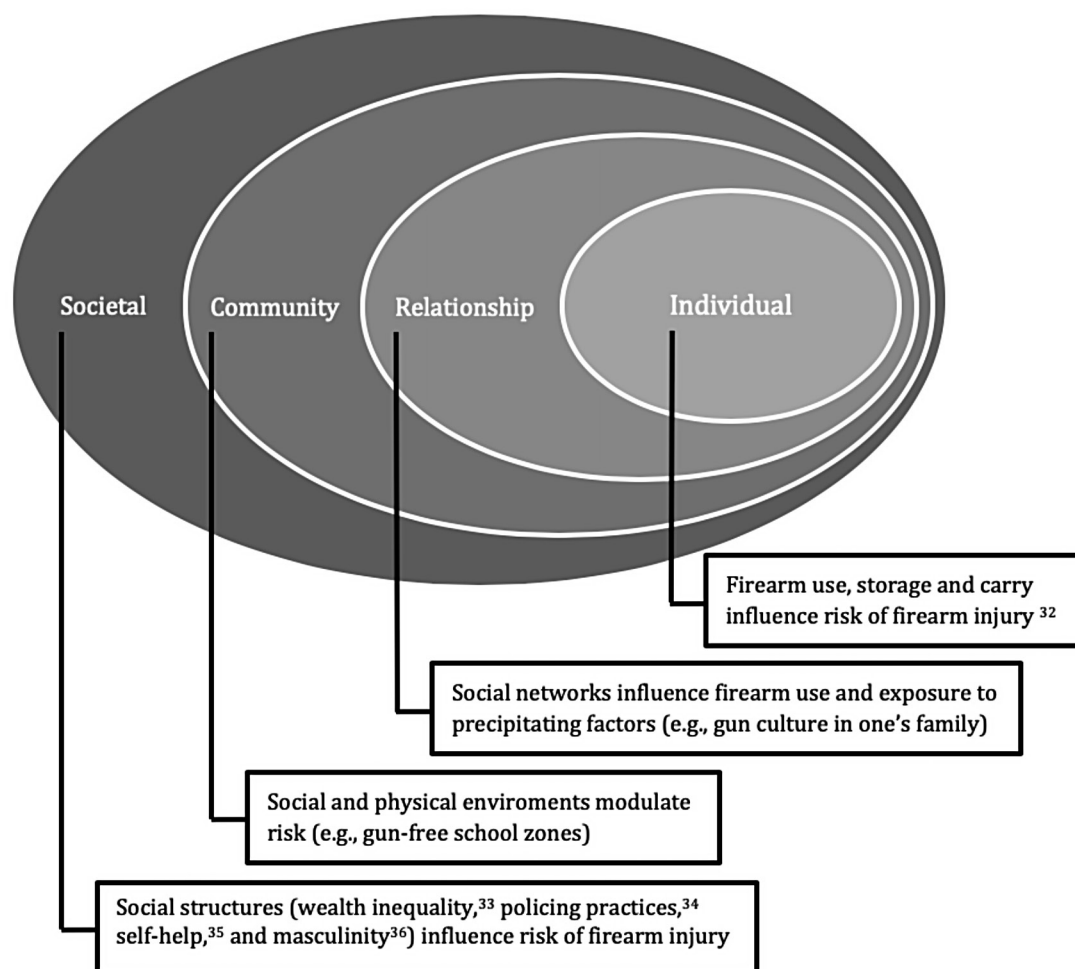 Societal
Community
Relationship
Individual
Firearm use, storage and carry
influence risk of firearm injury ³²
Social networks influence firearm use and exposure to
precipitating factors (e.g., gun culture in one’s family)
Social and physical enviroments modulate
risk (e.g., gun-free school zones)
Social structures (wealth inequality,³³ policing practices,³⁴
self-help,³⁵ and masculinity³⁶) influence risk of firearm injury